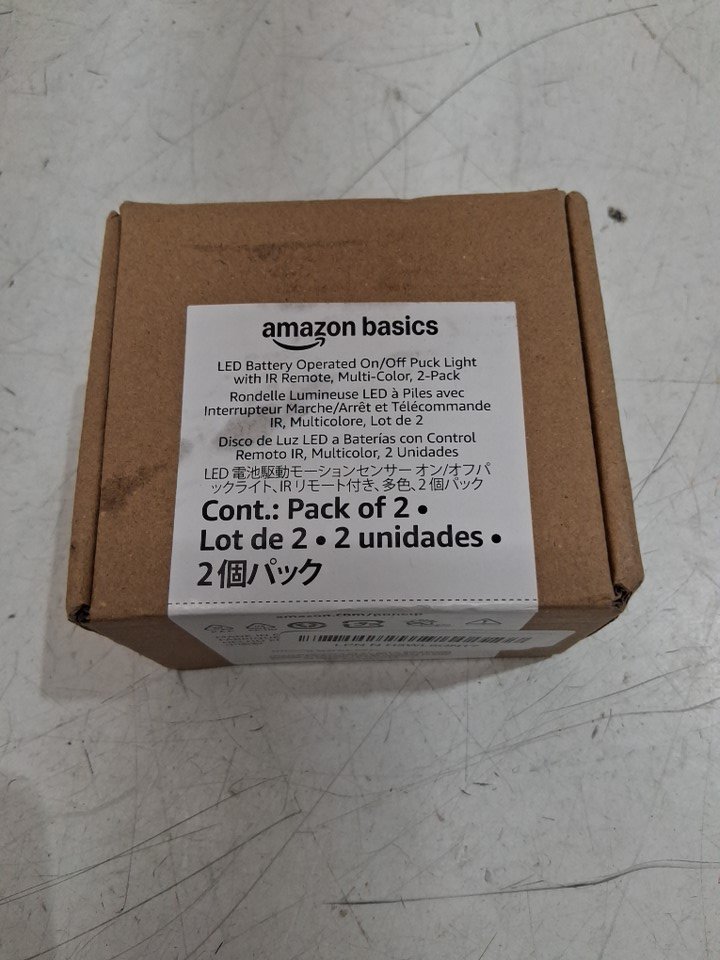 amazon basics
LED Battery Operated On/Off Puck Light
with IR Remote, Multi-Color, 2-Pack
Rondelle Lumineuse LED à Piles avec
Interrupteur Marche/Arrêt et Télécommande
IR, Multicolore, Lot de 2
Disco de Luz LED a Baterías con Control
Remoto IR, Multicolor, 2 Unidades
LED 電池駆動モーションセンサー オン/オフパ
ックライト、IRリモート付き、多色、2個パック
Cont.: Pack of 2 •
Lot de 2 • 2 unidades •
2個パック